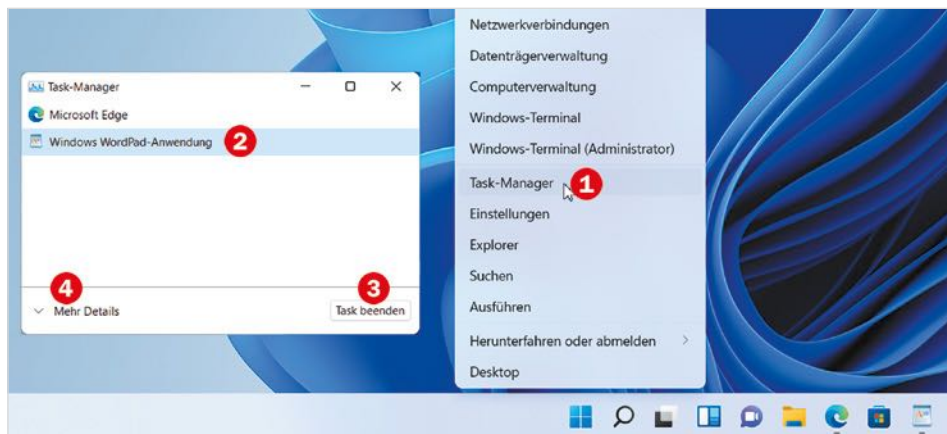 Task-Manager
Microsoft Edge
Windows WordPad-Anwendung 2
4
3
Mehr Details
Task beenden
Netzwerkverbindungen
Datenträgerverwaltung
Computerverwaltung
Windows-Terminal
Windows-Terminal (Administrator)
Task-Manager 1
Einstellungen
Explorer
Suchen
Ausführen
Herunterfahren oder abmelden
Desktop